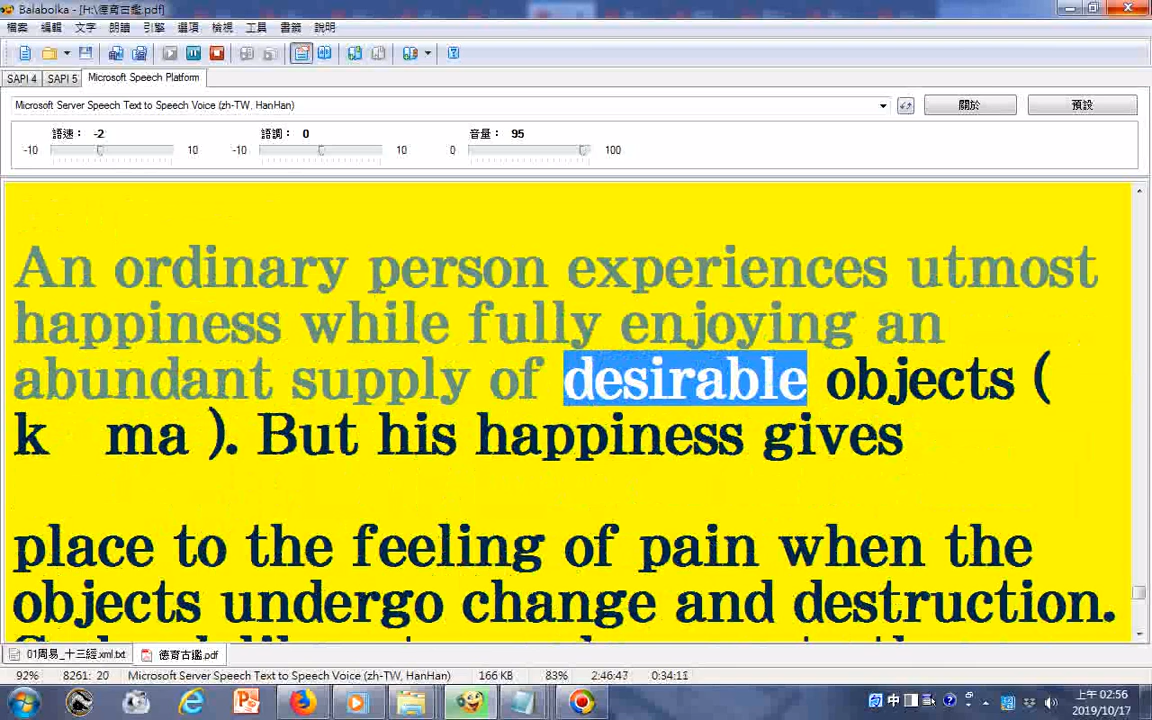 Balabolka - [H:\德育古鑑.pdf]
檔案 編輯 文字 朗讀 引擎 選項 檢視 工具 書籤 說明
SAPI 4 SAPI 5 Microsoft Speech Platform
Microsoft Server Speech Text to Speech Voice (zh-TW, HanHan)
關於 預設
語速： -2 語調： 0 音量： 95
-10 10 -10 10 0 100
An ordinary person experiences utmost
happiness while fully enjoying an
abundant supply of desirable objects (
k ma ). But his happiness gives
place to the feeling of pain when the
objects undergo change and destruction.
01周易_十三經.xml.txt 德育古鑑.pdf
92% 8261: 20 Microsoft Server Speech Text to Speech Voice (zh-TW, HanHan) 166 KB 83% 2:46:47 0:34:11
中
上午 02:56
2019/10/17